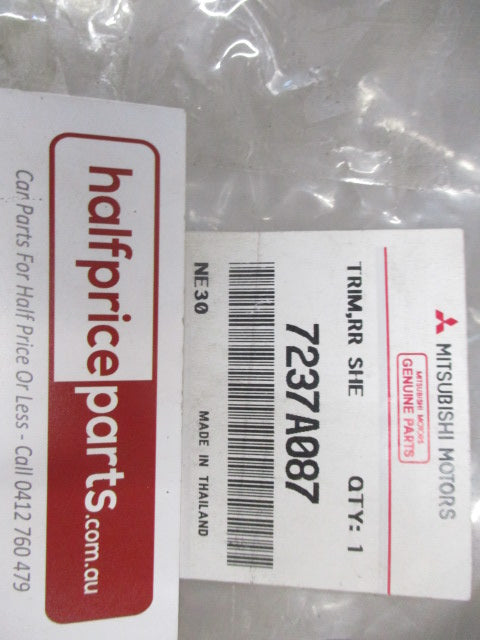 MITSUBISHI MOTORS
MITSUBISHI MOTORS
GENUINE PARTS
TRIM,RR SHE QTY: 1
7237A087
NE30 MADE IN THAILAND
halfpriceparts.com.au
Car Parts For Half Price Or Less - Call 0412 760 479